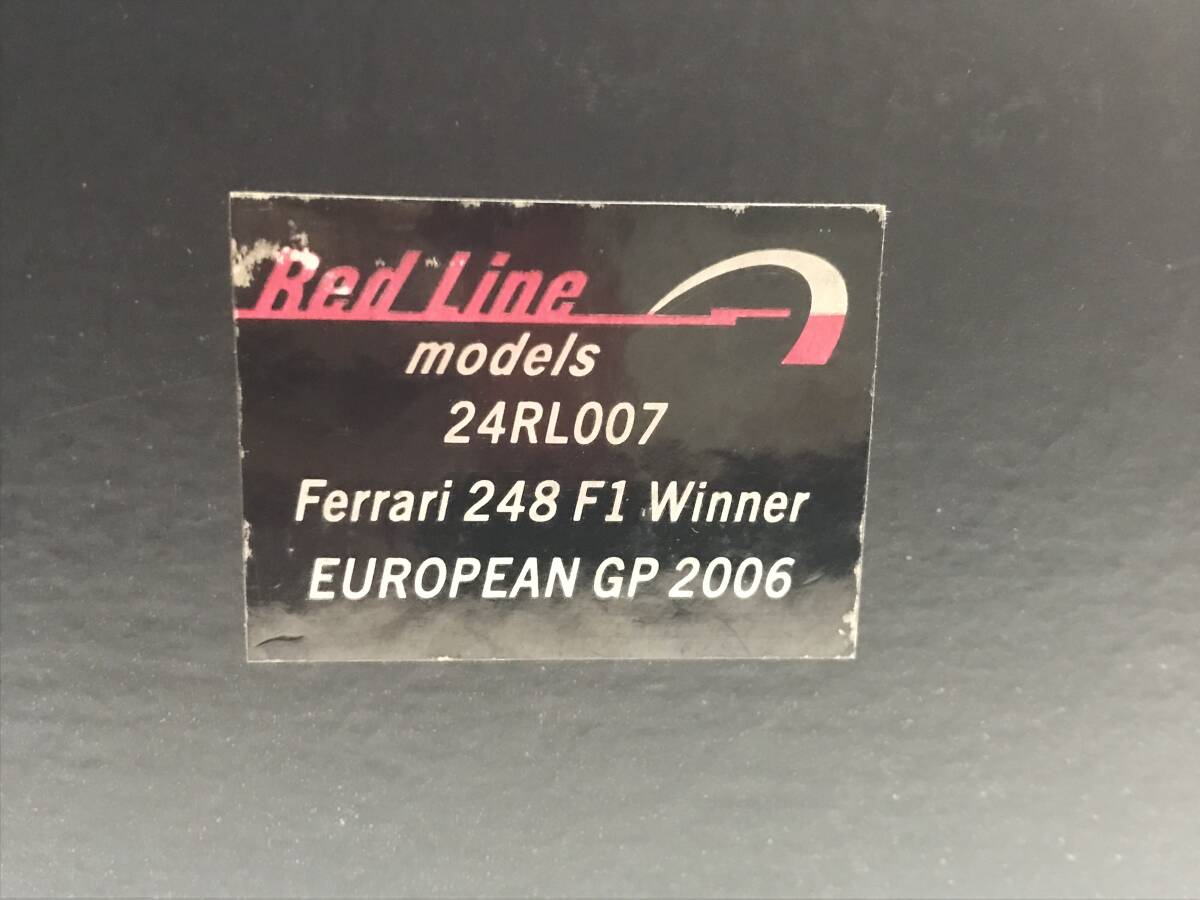 Red Line
models
24RL007
Ferrari 248 F1 Winner
EUROPEAN GP 2006